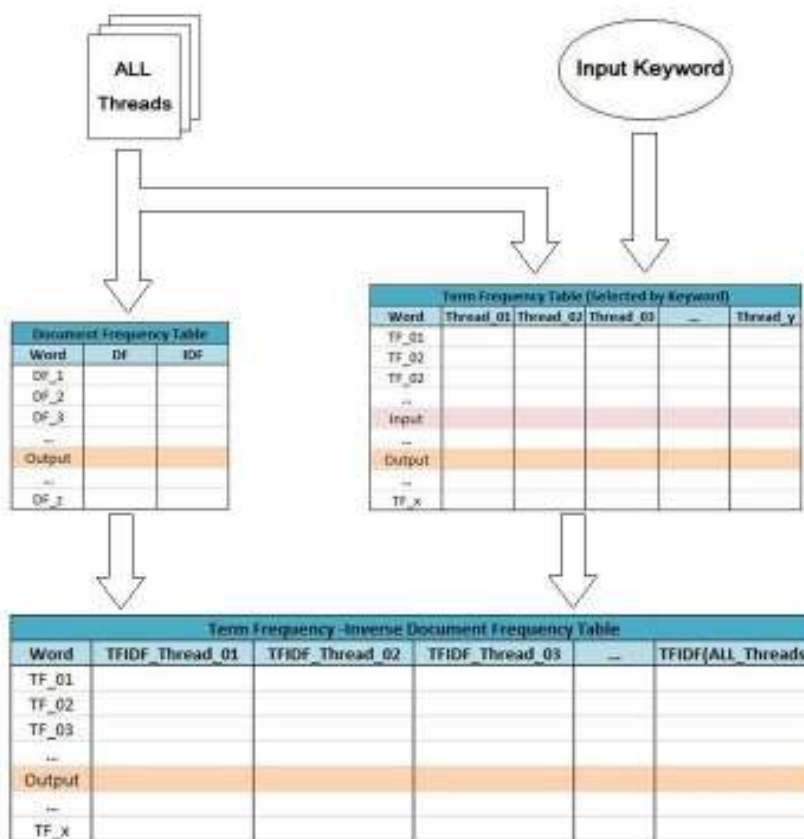 ALL
Threads
Input Keyword
Document Frequency Table
Word DF IDF
DF_1
DF_2
DF_3
...
Output
...
DF_z
Term Frequency Table (Selected by Keyword)
Word Thread_01 Thread_02 Thread_03 ... Thread_y
TF_01
TF_02
TF_02
...
Input
...
Output
...
TF_x
Term Frequency -Inverse Document Frequency Table
Word TFIDF_Thread_01 TFIDF_Thread_02 TFIDF_Thread_03 ... TFIDF(ALL_Threads
TF_01
TF_02
TF_03
...
Output
...
TF_x